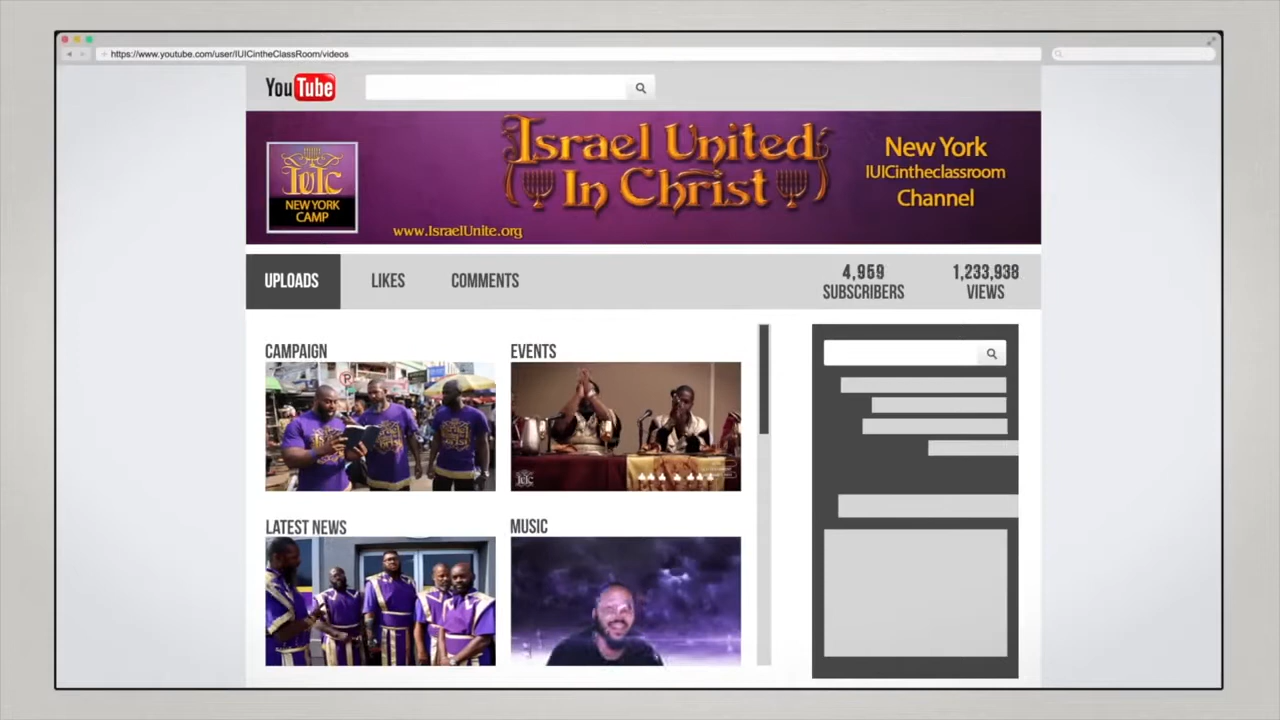 https://www.youtube.com/user/IUICintheClassRoom/videos
YouTube
IUIC
NEW YORK
CAMP
Israel United
In Christ
www.IsraelUnite.org
New York
IUICintheclassroom
Channel
UPLOADS
LIKES
COMMENTS
4,959
SUBSCRIBERS
1,233,938
VIEWS
CAMPAIGN
EVENTS
IUIC
LATEST NEWS
MUSIC